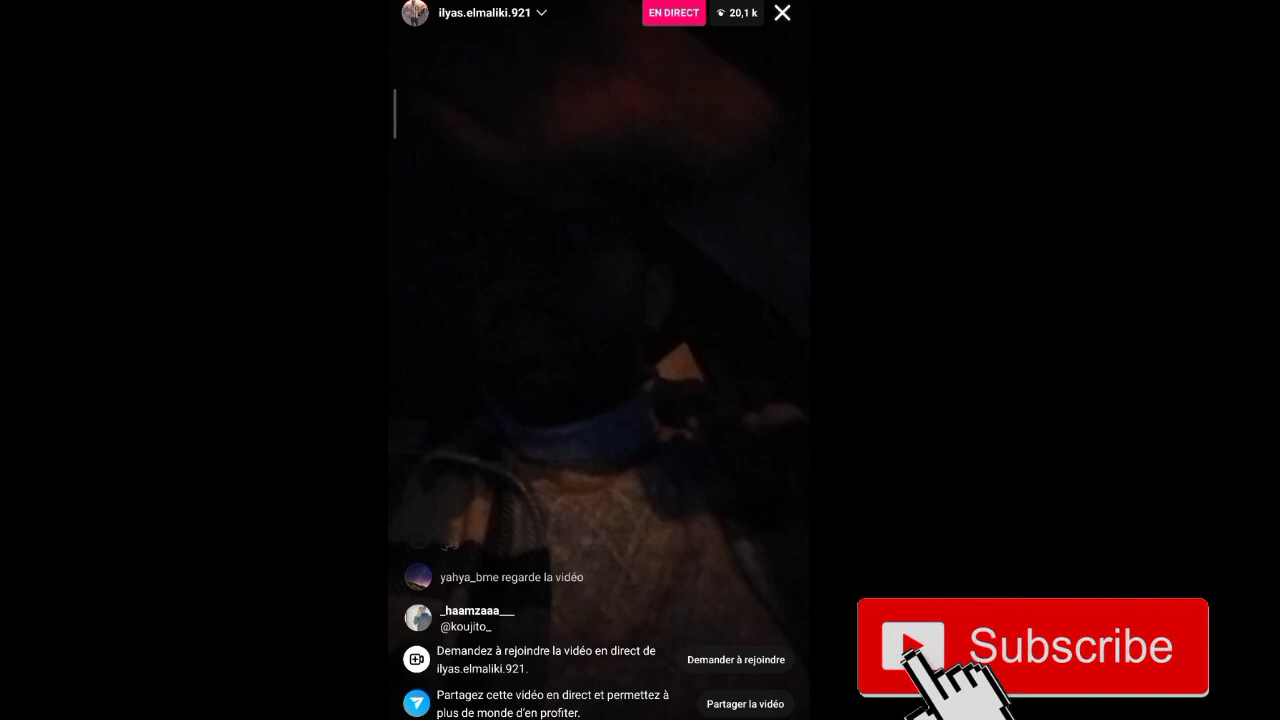 ilyas.elmaliki.921
EN DIRECT
20,1 k
yahya_bme regarde la vidéo
_haamzaaa___
@koujito_
Demandez à rejoindre la vidéo en direct de
ilyas.elmaliki.921.
Demander à rejoindre
Partagez cette vidéo en direct et permettez à
plus de monde d'en profiter.
Partager la vidéo
Subscribe